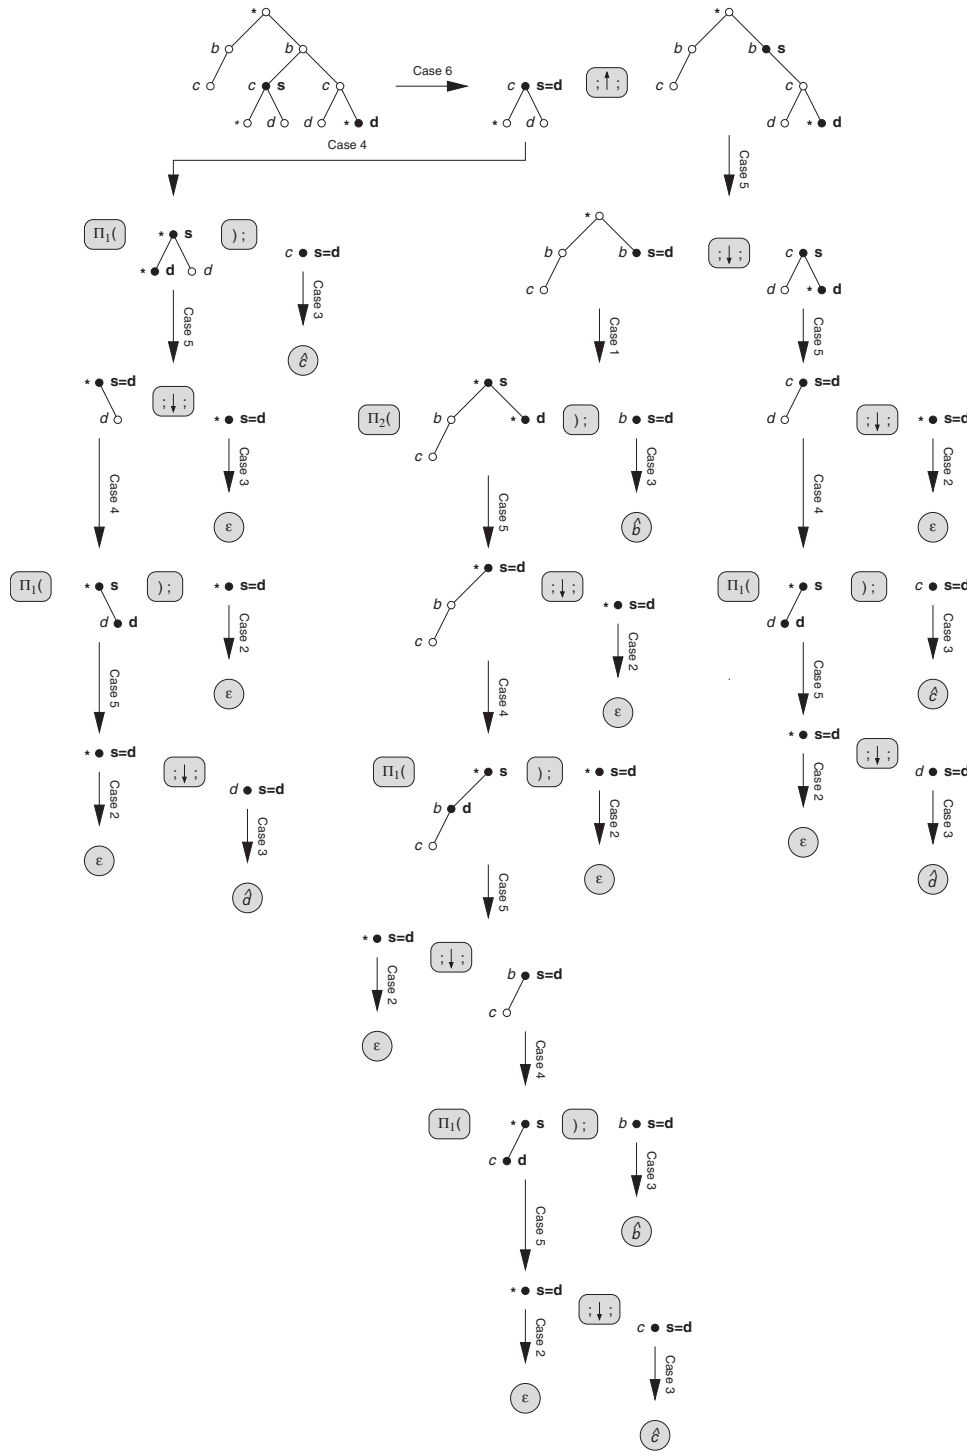 * *
b b b b s
c c s c Case 6 c s=d ; ↑ ; c c
* d d * d * d d * d
Case 4
Case 5
Π₁( * s ) ; *
c s=d b b s=d ; ↓ ; c s
* d d c d * d
Case 5 Case 3 Case 1 Case 5
ĉ
* s=d ; ↓ ; * s c s=d
d * s=d Π₂( b * d ) ; b s=d d ; ↓ ; * s=d
c
Case 4 Case 3 Case 5 Case 3 Case 4 Case 2
ε b̂ ε
* s=d
Π₁( * s ) ; * s=d b ; ↓ ; * s=d Π₁( * s ) ; c s=d
d d c d d
Case 5 Case 2 Case 4 Case 2 Case 5 Case 3
ε ε ĉ
* s=d ; ↓ ; Π₁( * s ) ; * s=d * s=d ; ↓ ;
d s=d b d d s=d
c
Case 2 Case 3 Case 5 Case 2 Case 2 Case 3
ε d̂ ε ε d̂
* s=d ; ↓ ;
b s=d
c
Case 2 Case 4
ε
Π₁( * s ) ; b s=d
c d
Case 5 Case 3
b̂
* s=d ; ↓ ;
c s=d
Case 2 Case 3
ε ĉ